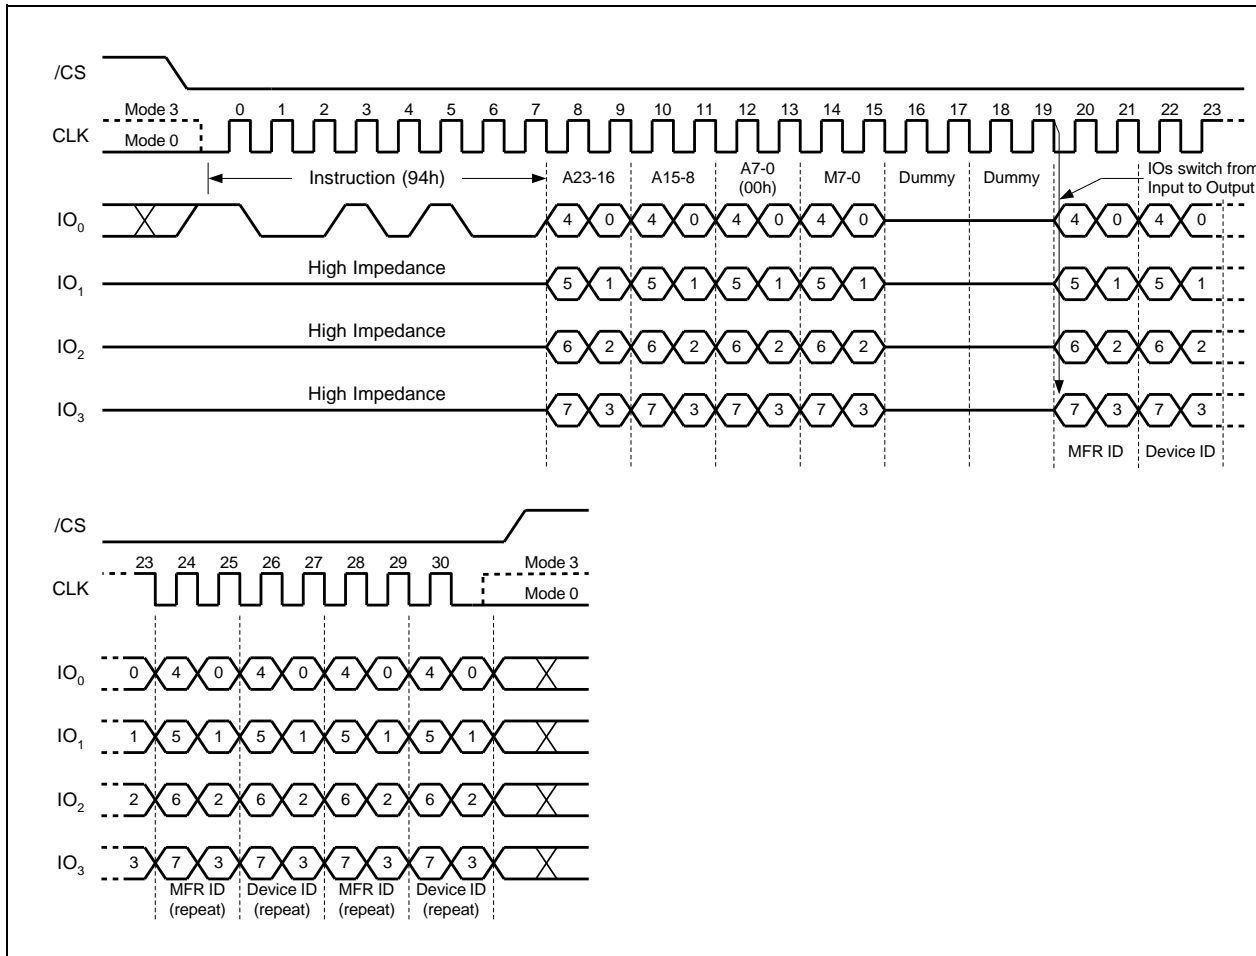 /CS
Mode 3
0 1 2 3 4 5 6 7 8 9 10 11 12 13 14 15 16 17 18 19 20 21 22 23
CLK
Mode 0
Instruction (94h)
A23-16
A15-8
A7-0
(00h)
M7-0
Dummy
Dummy
IOs switch from
Input to Output
IO0 4 0 4 0 4 0 4 0 4 0 4 0
High Impedance
IO1 5 1 5 1 5 1 5 1 5 1 5 1
High Impedance
IO2 6 2 6 2 6 2 6 2 6 2 6 2
High Impedance
IO3 7 3 7 3 7 3 7 3 7 3 7 3
MFR ID Device ID
/CS
23 24 25 26 27 28 29 30
Mode 3
CLK
Mode 0
IO0 0 4 0 4 0 4 0 4 0
IO1 1 5 1 5 1 5 1 5 1
IO2 2 6 2 6 2 6 2 6 2
IO3 3 7 3 7 3 7 3 7 3
MFR ID
(repeat)
Device ID
(repeat)
MFR ID
(repeat)
Device ID
(repeat)